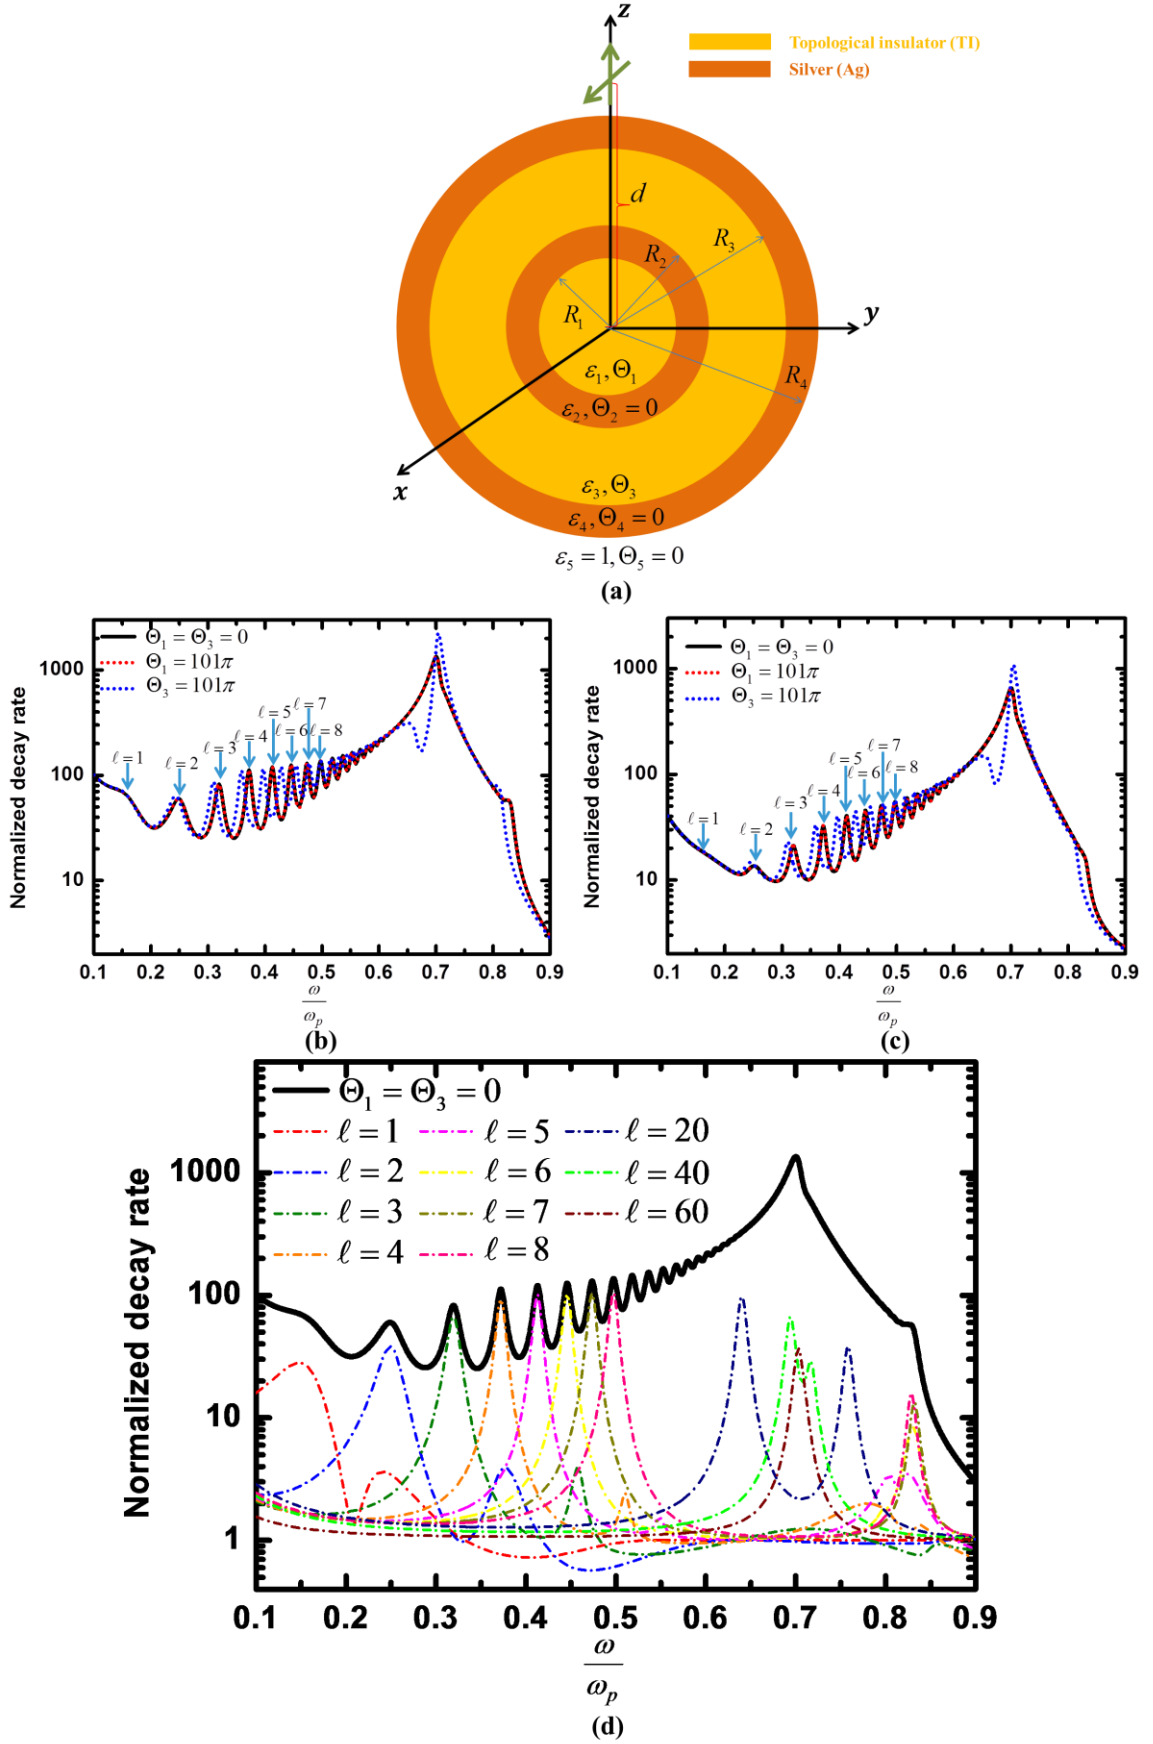 z
Topological insulator (TI)
Silver (Ag)
d
R₃
R₂
R₁
y
ε₁, Θ₁
R₄
ε₂, Θ₂ = 0
x
ε₃, Θ₃
ε₄, Θ₄ = 0
ε₅ = 1, Θ₅ = 0
(a)
Normalized decay rate
1000
100
10
Θ₁ = Θ₃ = 0
Θ₁ = 101π
Θ₃ = 101π
ℓ = 1
ℓ = 2
ℓ = 3
ℓ = 4
ℓ = 5
ℓ = 6
ℓ = 7
ℓ = 8
0.1 0.2 0.3 0.4 0.5 0.6 0.7 0.8 0.9
ω
ωₚ
(b)
Normalized decay rate
1000
100
10
Θ₁ = Θ₃ = 0
Θ₁ = 101π
Θ₃ = 101π
ℓ = 1
ℓ = 2
ℓ = 3
ℓ = 4
ℓ = 5
ℓ = 6
ℓ = 7
ℓ = 8
0.1 0.2 0.3 0.4 0.5 0.6 0.7 0.8 0.9
ω
ωₚ
(c)
Normalized decay rate
1000
100
10
1
Θ₁ = Θ₃ = 0
ℓ = 1 ℓ = 5 ℓ = 20
ℓ = 2 ℓ = 6 ℓ = 40
ℓ = 3 ℓ = 7 ℓ = 60
ℓ = 4 ℓ = 8
0.1 0.2 0.3 0.4 0.5 0.6 0.7 0.8 0.9
ω
ωₚ
(d)